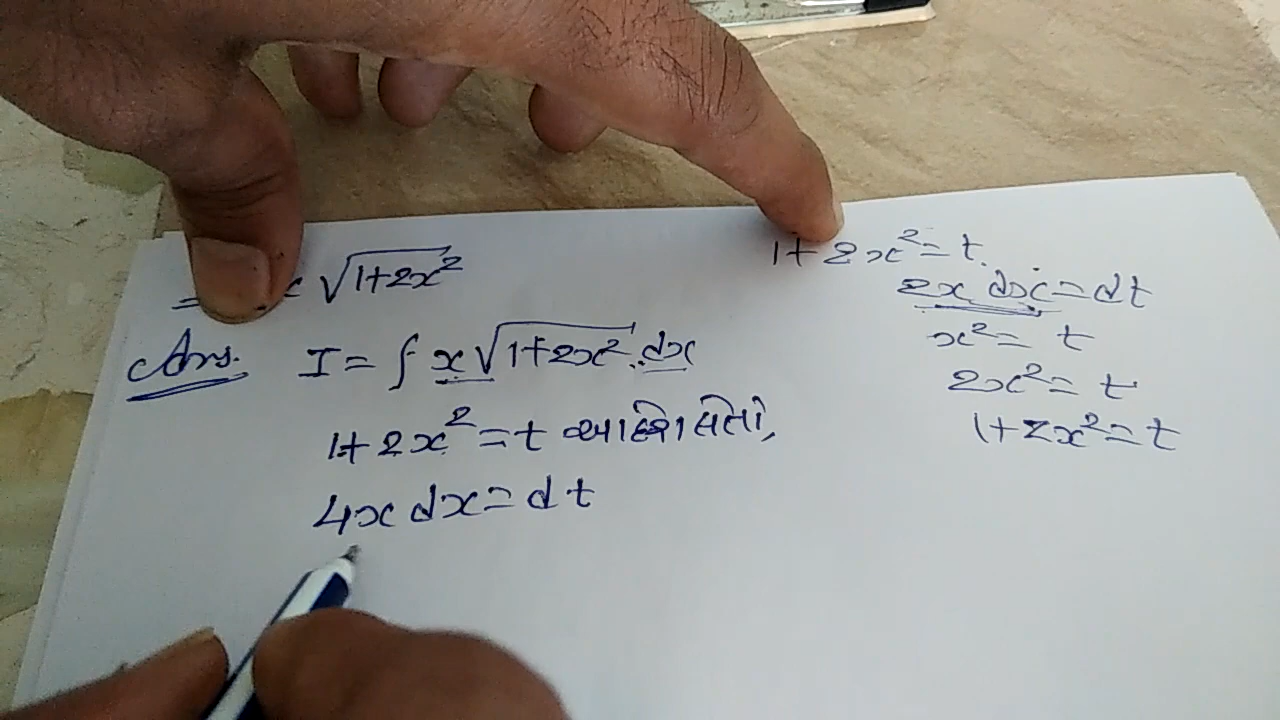 = x √1+2x²
Ans. I = ∫ x √1+2x² . dx
1+2x² = t આદેશ લેતાં,
4x dx = dt
1+2x² = t.
2x dx = dt
x² = t
2x² = t
1+2x² = t